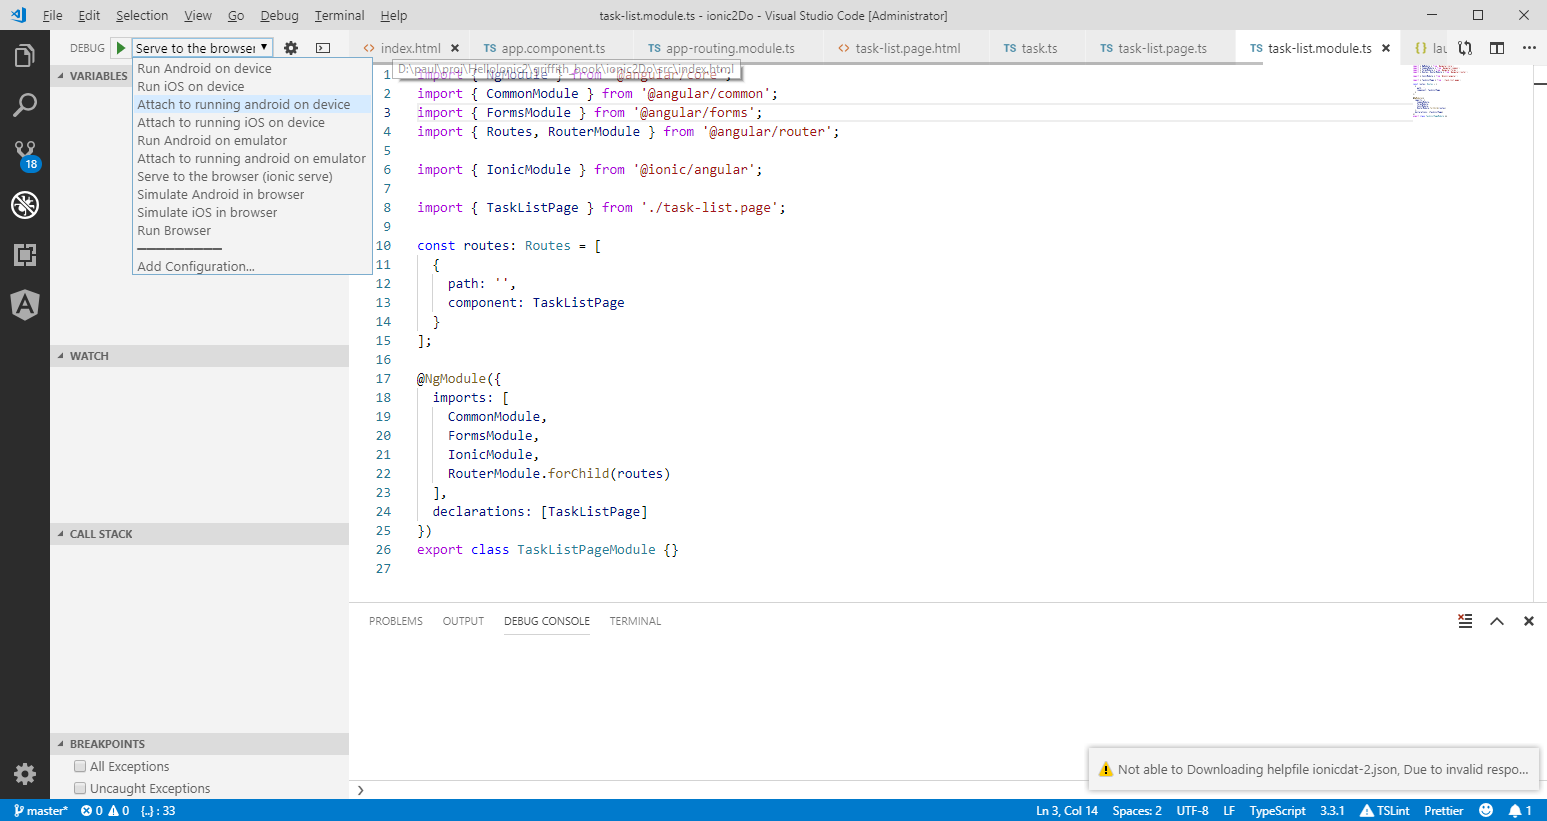 File Edit Selection View Go Debug Terminal Help
task-list.module.ts - ionic2Do - Visual Studio Code [Administrator]
DEBUG Serve to the browser
index.html
TS app.component.ts
TS app-routing.module.ts
task-list.page.html
TS task.ts
TS task-list.page.ts
TS task-list.module.ts
{} lau
Run Android on device
Run iOS on device
Attach to running android on device
Attach to running iOS on device
Run Android on emulator
Attach to running android on emulator
Serve to the browser (ionic serve)
Simulate Android in browser
Simulate iOS in browser
Run Browser
Add Configuration...
VARIABLES
WATCH
CALL STACK
BREAKPOINTS
All Exceptions
Uncaught Exceptions
18
D:\paul\proj\HelloIonic2\griffith_book\ionic2Do\src\index.html
1 import { NgModule } from '@angular/core';
2 import { CommonModule } from '@angular/common';
3 import { FormsModule } from '@angular/forms';
4 import { Routes, RouterModule } from '@angular/router';
5
6 import { IonicModule } from '@ionic/angular';
7
8 import { TaskListPage } from './task-list.page';
9
10 const routes: Routes = [
11 {
12 path: '',
13 component: TaskListPage
14 }
15 ];
16
17 @NgModule({
18 imports: [
19 CommonModule,
20 FormsModule,
21 IonicModule,
22 RouterModule.forChild(routes)
23 ],
24 declarations: [TaskListPage]
25 })
26 export class TaskListPageModule {}
27
PROBLEMS OUTPUT DEBUG CONSOLE TERMINAL
Not able to Downloading helpfile ionicdat-2.json, Due to invalid respo...
master* 0 0 {..} : 33
Ln 3, Col 14 Spaces: 2 UTF-8 LF TypeScript 3.3.1 TSLint Prettier 1